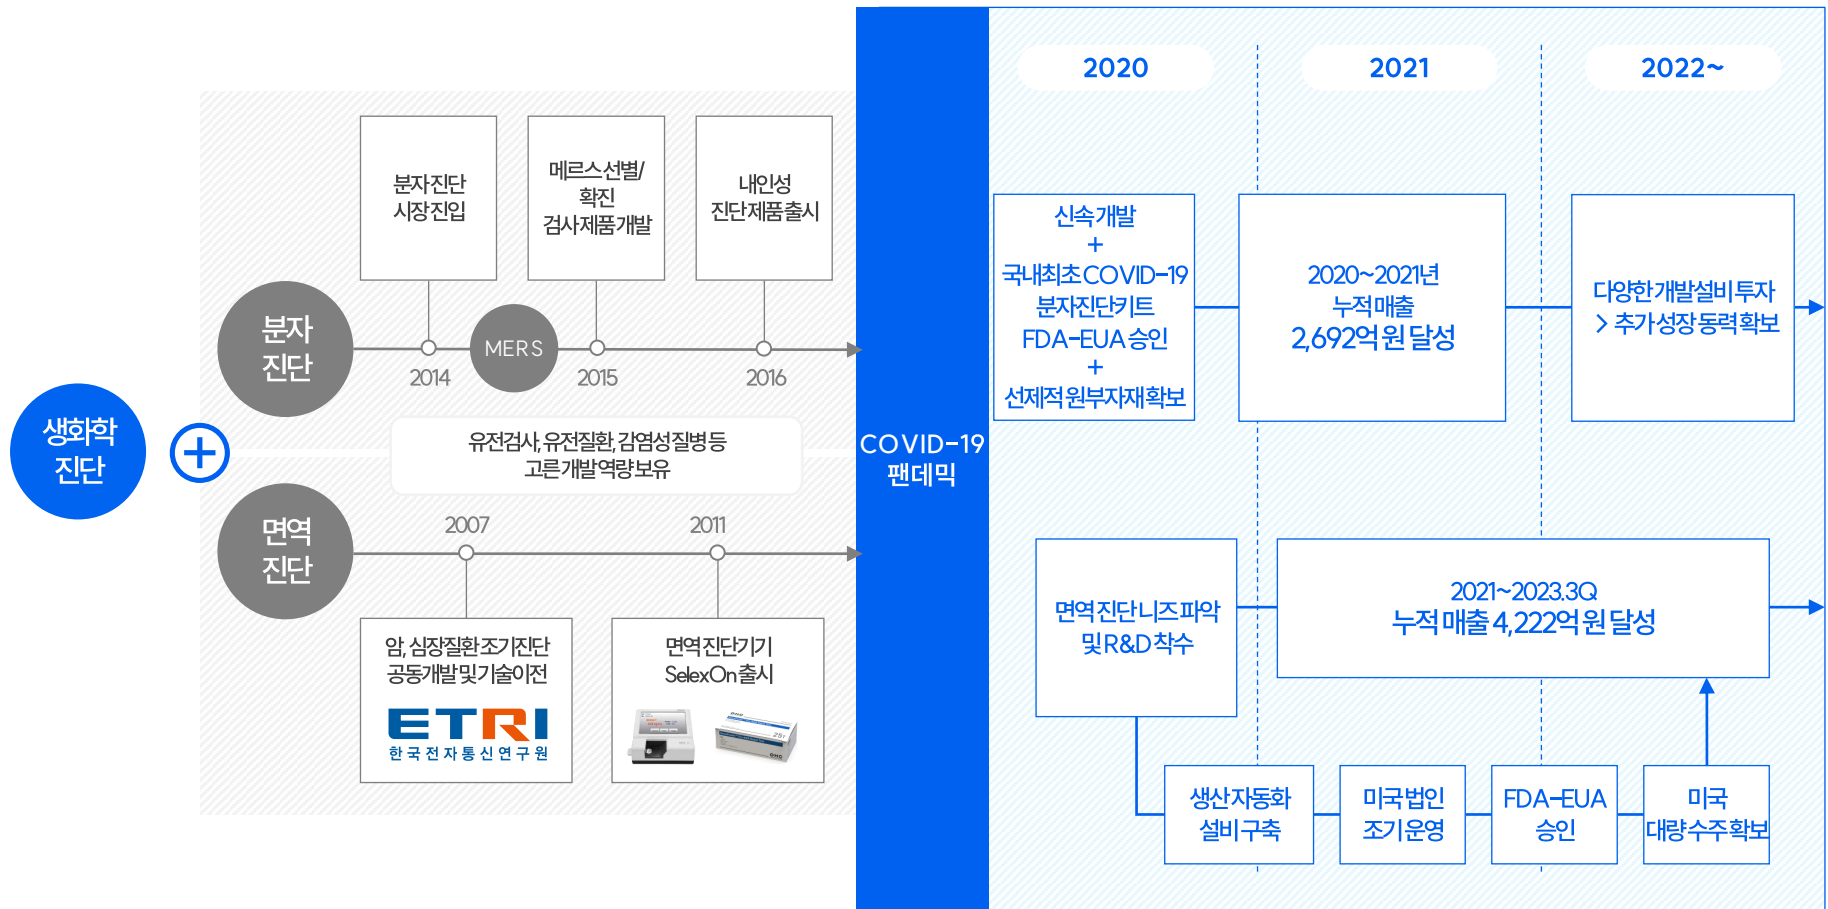 2020
2021
2022~
분자진단
시장 진입
메르스 선별/
확진
검사 제품 개발
내인성
진단 제품 출시
분자
진단
MERS
2014
2015
2016
생화학
진단
유전검사, 유전질환, 감염성 질병 등
고른 개발 역량 보유
면역
진단
2007
2011
암, 심장질환 조기진단
공동개발 및 기술이전
ETRI
한국전자통신연구원
면역 진단기기
SelexOn 출시
COVID-19
팬데믹
신속 개발
+
국내최초 COVID-19
분자진단키트
FDA-EUA 승인
+
선제적 원부자재 확보
2020~2021년
누적 매출
2,692억 원 달성
다양한 개발설비 투자
> 추가 성장 동력 확보
면역 진단 니즈 파악
및 R&D 착수
2021~2023.3Q
누적 매출 4,222억 원 달성
생산 자동화
설비 구축
미국 법인
조기 운영
FDA-EUA
승인
미국
대량 수주 확보